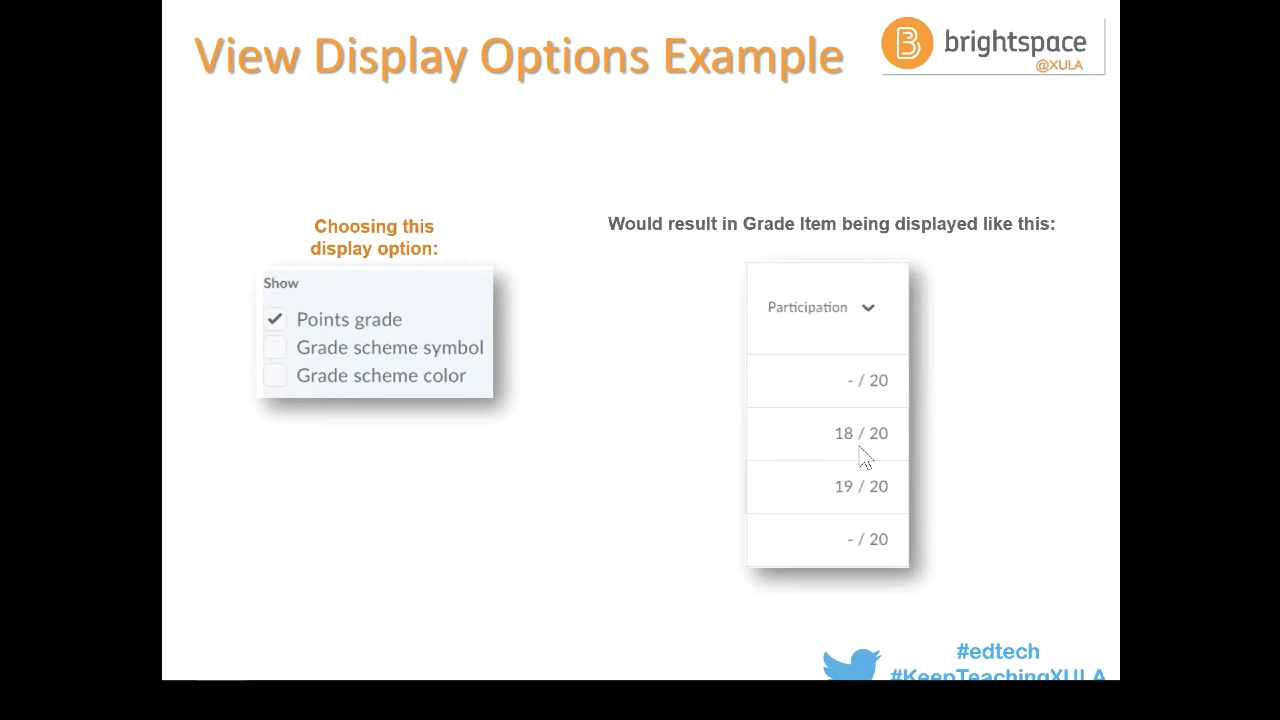 View Display Options Example
brightspace
@XULA
Choosing this
display option:
Show
Points grade
Grade scheme symbol
Grade scheme color
Would result in Grade Item being displayed like this:
Participation
- / 20
18 / 20
19 / 20
- / 20
#edtech
#KeepTeachingXULA